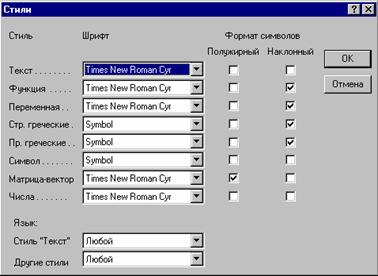 Стили
Стиль Шрифт Формат символов
Полужирный Наклонный
Текст . . . . . . . . Times New Roman Cyr OK
Функция . . . . . Times New Roman Cyr Отмена
Переменная . . Times New Roman Cyr
Стр. греческие . Symbol
Пр. греческие . . Symbol
Символ . . . . . . Symbol
Матрица-вектор Times New Roman Cyr
Числа . . . . . . . Times New Roman Cyr
Язык:
Стиль "Текст" Любой
Другие стили Любой